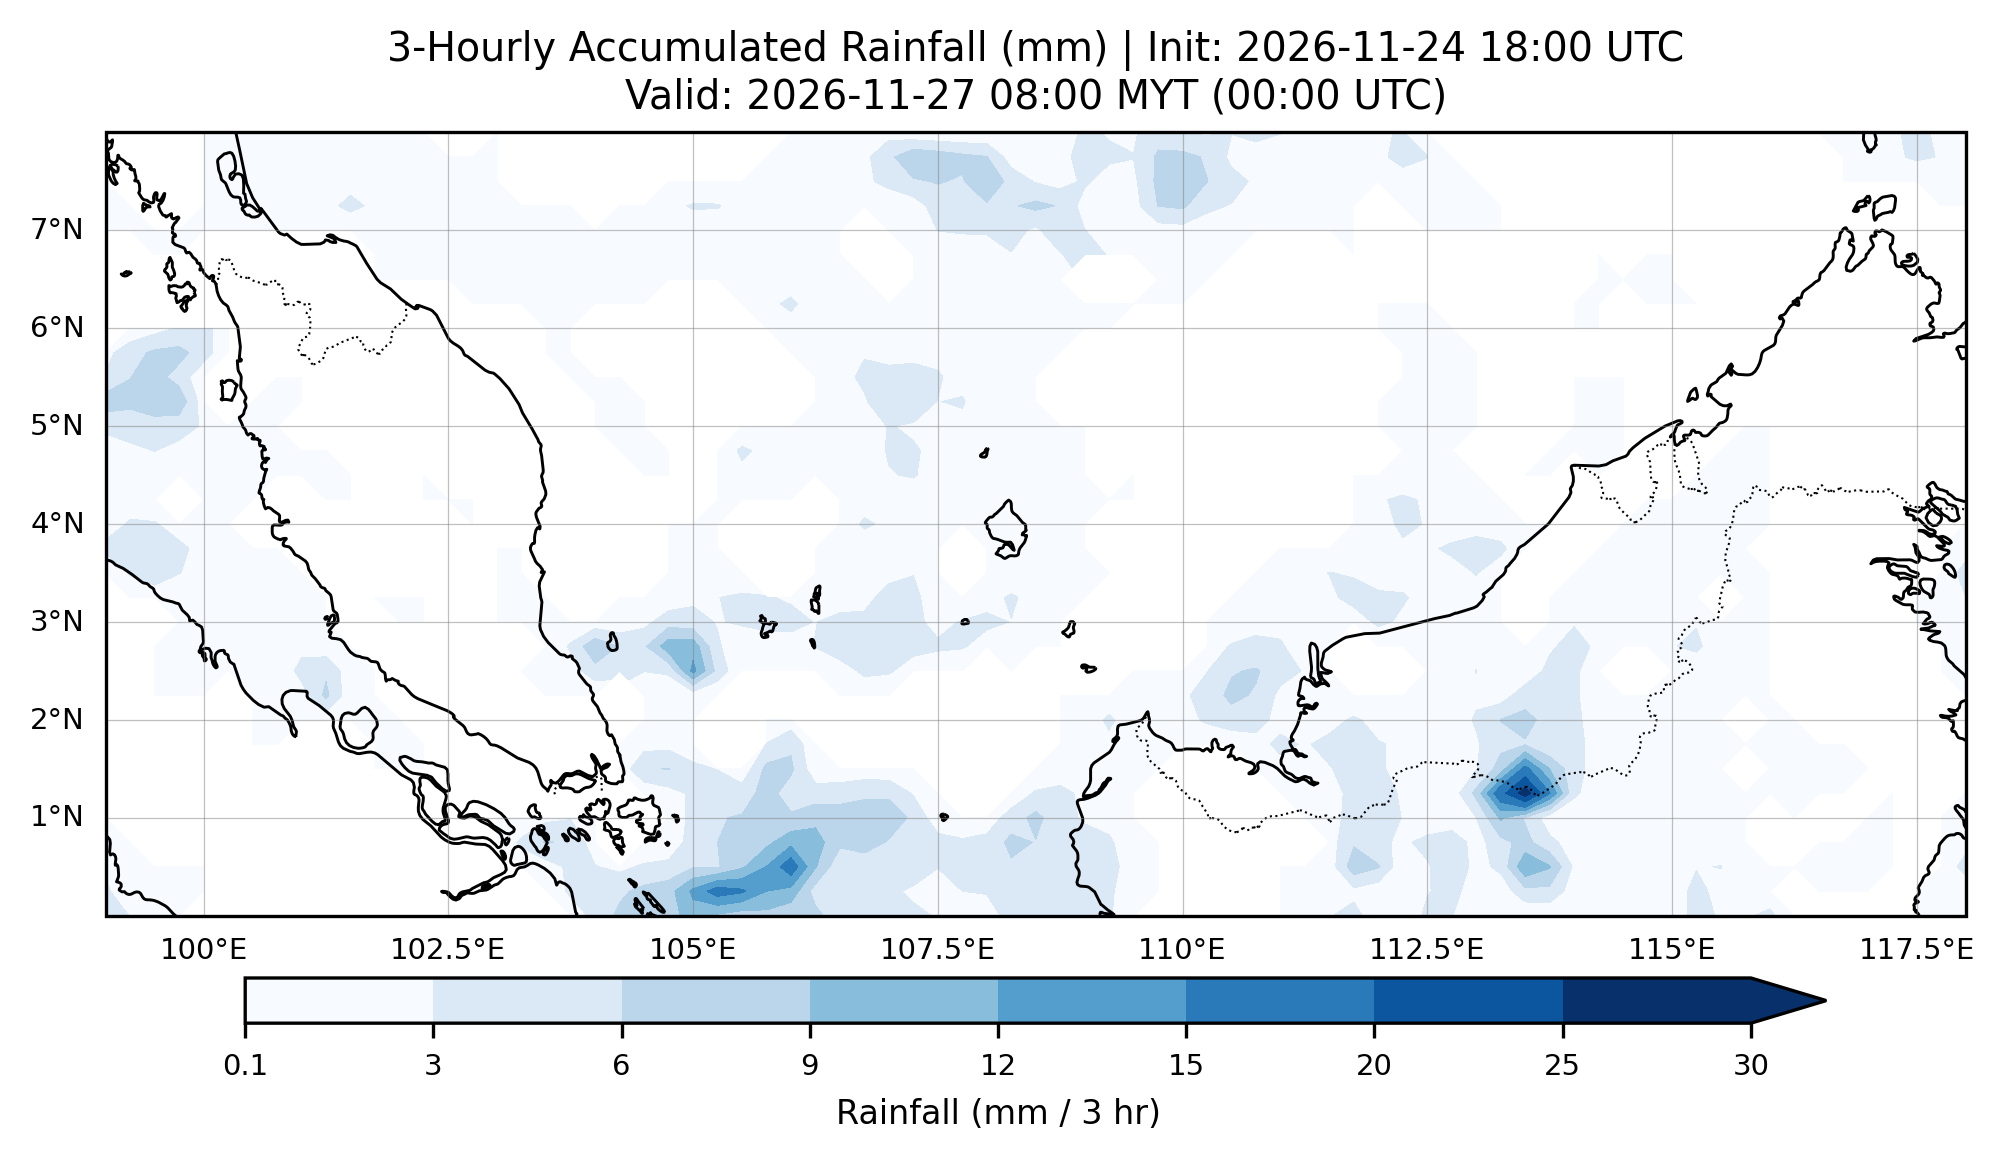 3-Hourly Accumulated Rainfall (mm) | Init: 2026-11-24 18:00 UTC
Valid: 2026-11-27 08:00 MYT (00:00 UTC)
7°N
6°N
5°N
4°N
3°N
2°N
1°N
100°E 102.5°E 105°E 107.5°E 110°E 112.5°E 115°E 117.5°E
0.1 3 6 9 12 15 20 25 30
Rainfall (mm / 3 hr)